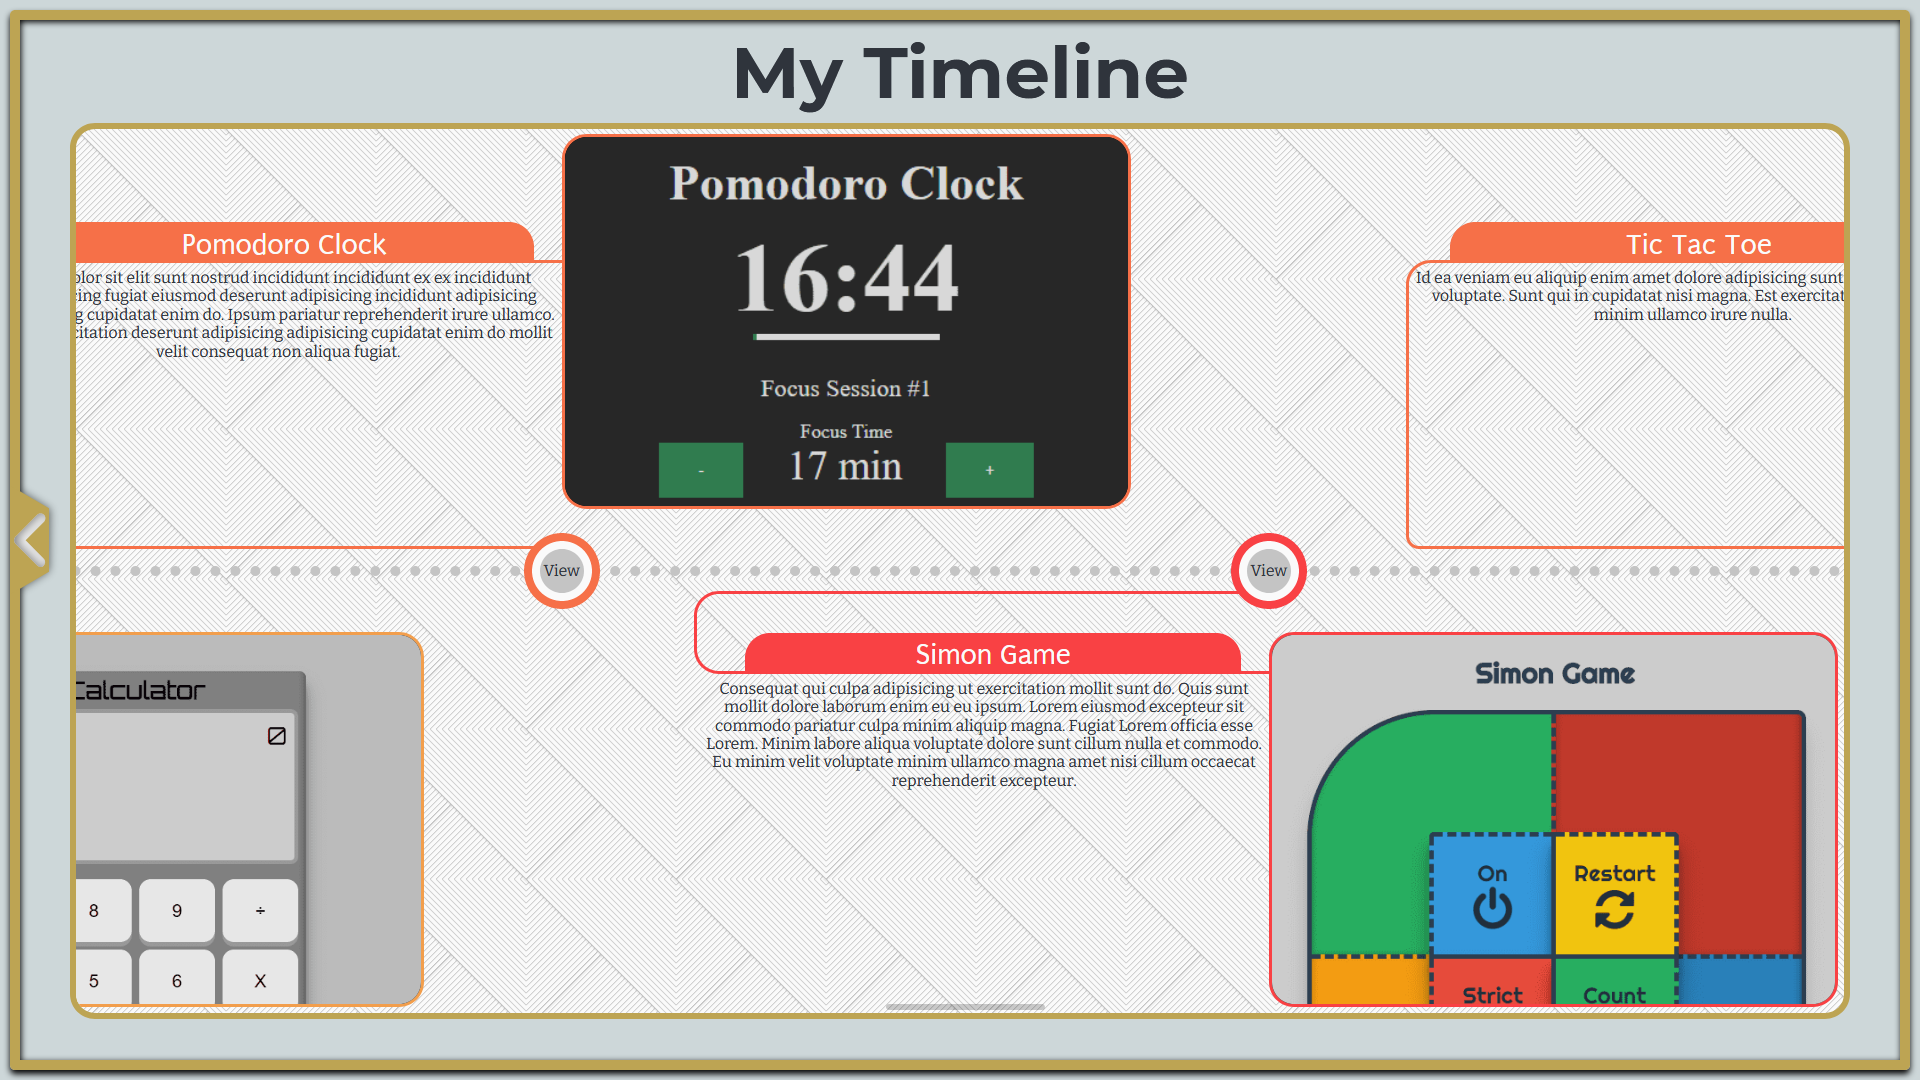 My Timeline
Pomodoro Clock
sit elit sunt nostrud incididunt incididunt ex ex incididunt
fugiat eiusmod deserunt adipisicing incididunt adipisicing
cupidatat enim do. Ipsum pariatur reprehenderit irure ullamco.
deserunt adipisicing adipisicing cupidatat enim do mollit
velit consequat non aliqua fugiat.
Pomodoro Clock
16:44
Focus Session #1
Focus Time
- 17 min +
Tic Tac Toe
Id ea veniam eu aliquip enim amet dolore adipisicing sunt
voluptate. Sunt qui in cupidatat nisi magna. Est
minim ullamco irure nulla.
View
View
Calculator
8 9 ÷
5 6 X
Simon Game
Consequat qui culpa adipisicing ut exercitation mollit sunt do. Quis sunt
mollit dolore laborum enim eu eu ipsum. Lorem eiusmod excepteur sit
commodo pariatur culpa minim aliquip magna. Fugiat Lorem officia esse
Lorem. Minim labore aliqua voluptate dolore sunt cillum nulla et commodo.
Eu minim velit voluptate minim ullamco magna amet nisi cillum occaecat
reprehenderit excepteur.
Simon Game
On Restart
Strict Count